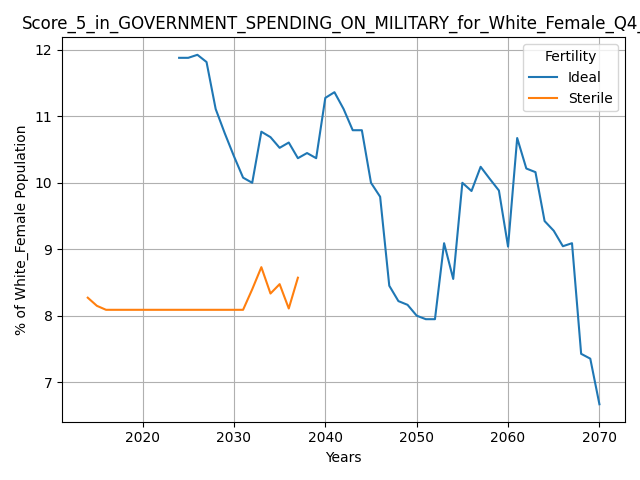 Score_5_in_GOVERNMENT_SPENDING_ON_MILITARY_for_White_Female_Q4_
Fertility
Ideal
Sterile
% of White_Female Population
12
11
10
9
8
7
2020 2030 2040 2050 2060 2070
Years